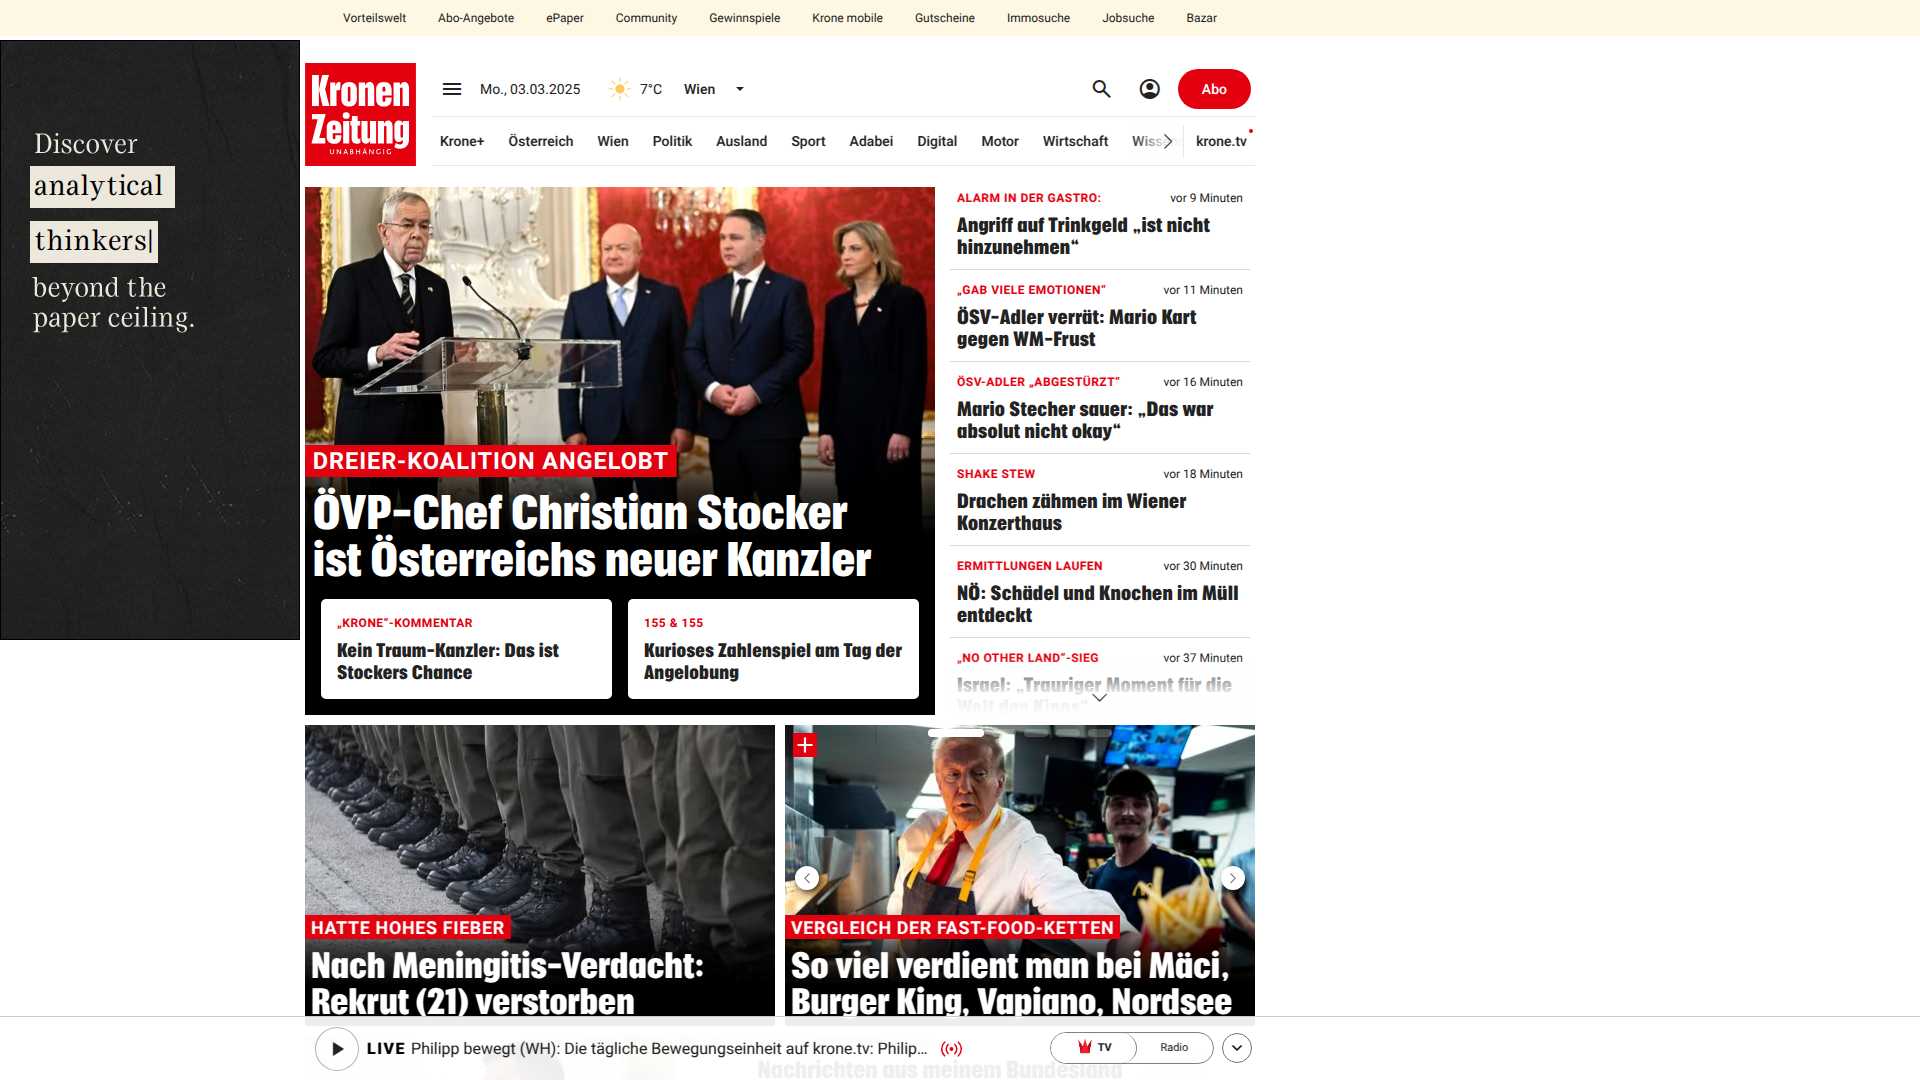 Vorteilswelt Abo-Angebote ePaper Community Gewinnspiele Krone mobile Gutscheine Immosuche Jobsuche Bazar
Discover
analytical
thinkers|
beyond the
paper ceiling.
Kronen
Zeitung
UNABHÄNGIG
Mo., 03.03.2025 7°C Wien
Abo
Krone+ Österreich Wien Politik Ausland Sport Adabei Digital Motor Wirtschaft Wiss krone.tv
DREIER-KOALITION ANGELOBT
ÖVP-Chef Christian Stocker
ist Österreichs neuer Kanzler
„KRONE“-KOMMENTAR
Kein Traum-Kanzler: Das ist
Stockers Chance
155 & 155
Kurioses Zahlenspiel am Tag der
Angelobung
ALARM IN DER GASTRO: vor 9 Minuten
Angriff auf Trinkgeld „ist nicht
hinzunehmen“
„GAB VIELE EMOTIONEN“ vor 11 Minuten
ÖSV-Adler verrät: Mario Kart
gegen WM-Frust
ÖSV-ADLER „ABGESTÜRZT“ vor 16 Minuten
Mario Stecher sauer: „Das war
absolut nicht okay“
SHAKE STEW vor 18 Minuten
Drachen zähmen im Wiener
Konzerthaus
ERMITTLUNGEN LAUFEN vor 30 Minuten
NÖ: Schädel und Knochen im Müll
entdeckt
„NO OTHER LAND“-SIEG vor 37 Minuten
Israel: „Trauriger Moment für die
Welt des Kinos“
HATTE HOHES FIEBER
Nach Meningitis-Verdacht:
Rekrut (21) verstorben
VERGLEICH DER FAST-FOOD-KETTEN
So viel verdient man bei Mäci,
Burger King, Vapiano, Nordsee
LIVE Philipp bewegt (WH): Die tägliche Bewegungseinheit auf krone.tv: Philip...
TV Radio
Nachrichten aus meinem Bundesland